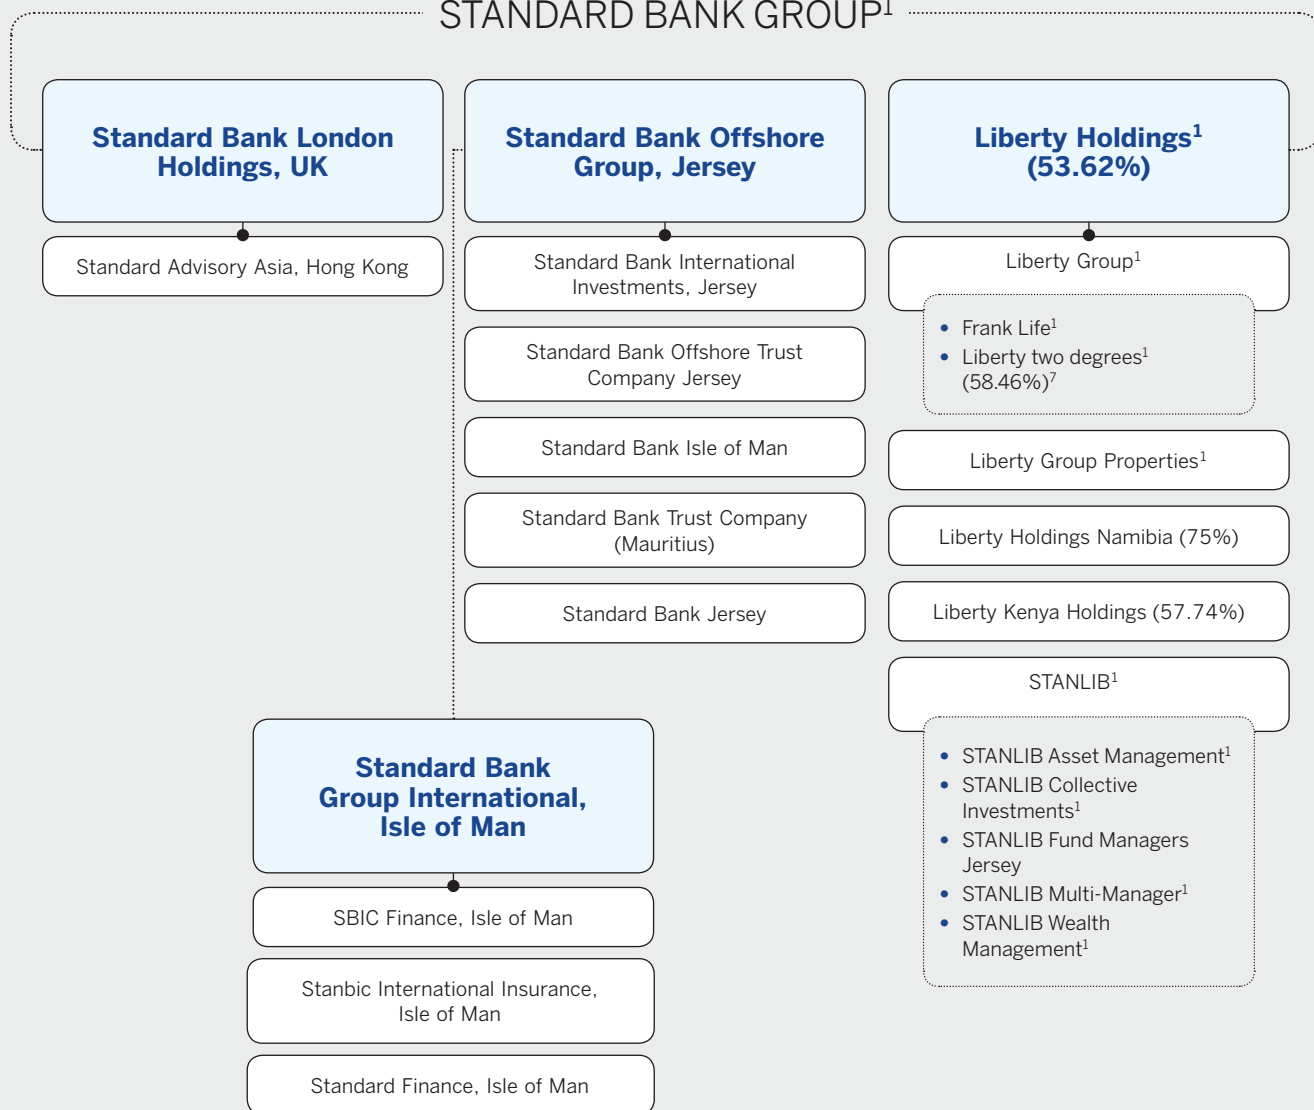 STANDARD BANK GROUP¹
Standard Bank London
Holdings, UK
Standard Advisory Asia, Hong Kong
Standard Bank Offshore
Group, Jersey
Standard Bank International
Investments, Jersey
Standard Bank Offshore Trust
Company Jersey
Standard Bank Isle of Man
Standard Bank Trust Company
(Mauritius)
Standard Bank Jersey
Liberty Holdings¹
(53.62%)
Liberty Group¹
• Frank Life¹
• Liberty two degrees¹
(58.46%)⁷
Liberty Group Properties¹
Liberty Holdings Namibia (75%)
Liberty Kenya Holdings (57.74%)
STANLIB¹
• STANLIB Asset Management¹
• STANLIB Collective
Investments¹
• STANLIB Fund Managers
Jersey
• STANLIB Multi-Manager¹
• STANLIB Wealth
Management¹
Standard Bank
Group International,
Isle of Man
SBIC Finance, Isle of Man
Stanbic International Insurance,
Isle of Man
Standard Finance, Isle of Man